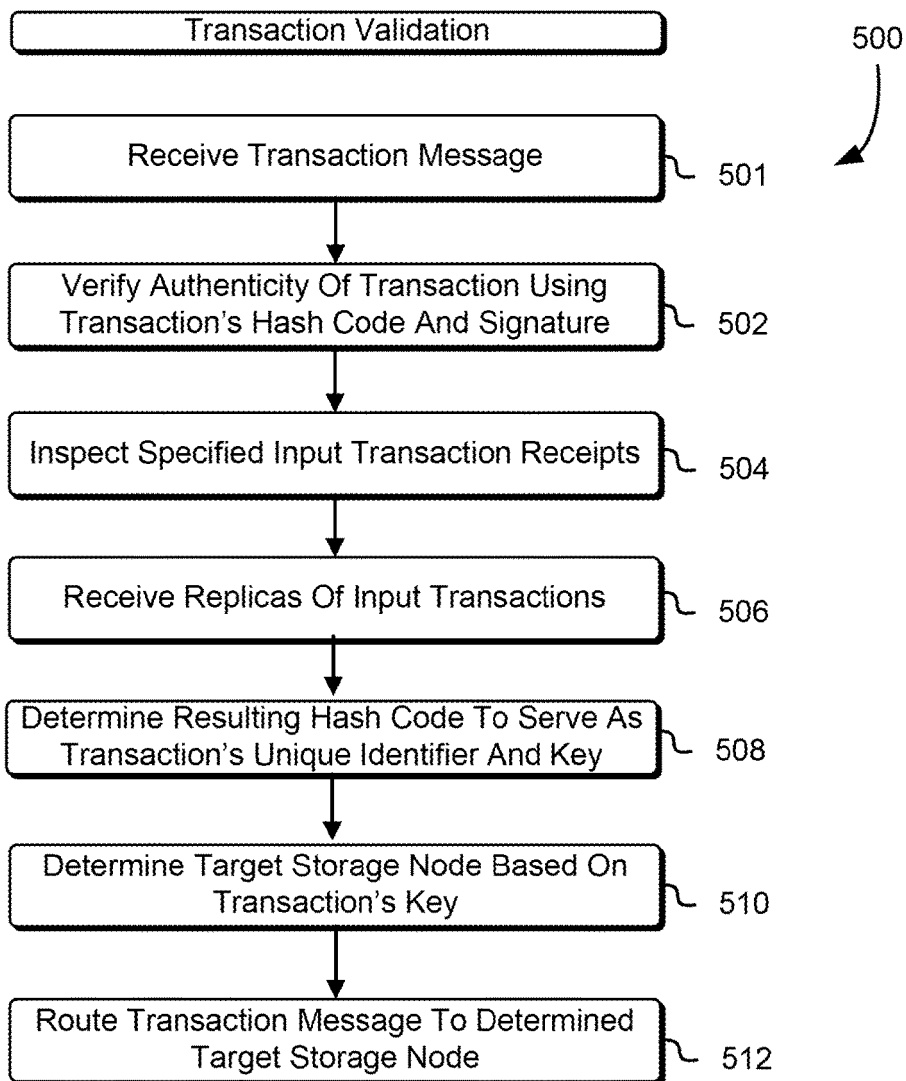 Transaction Validation
500
Receive Transaction Message
501
Verify Authenticity Of Transaction Using
Transaction's Hash Code And Signature
502
Inspect Specified Input Transaction Receipts
504
Receive Replicas Of Input Transactions
506
Determine Resulting Hash Code To Serve As
Transaction's Unique Identifier And Key
508
Determine Target Storage Node Based On
Transaction's Key
510
Route Transaction Message To Determined
Target Storage Node
512